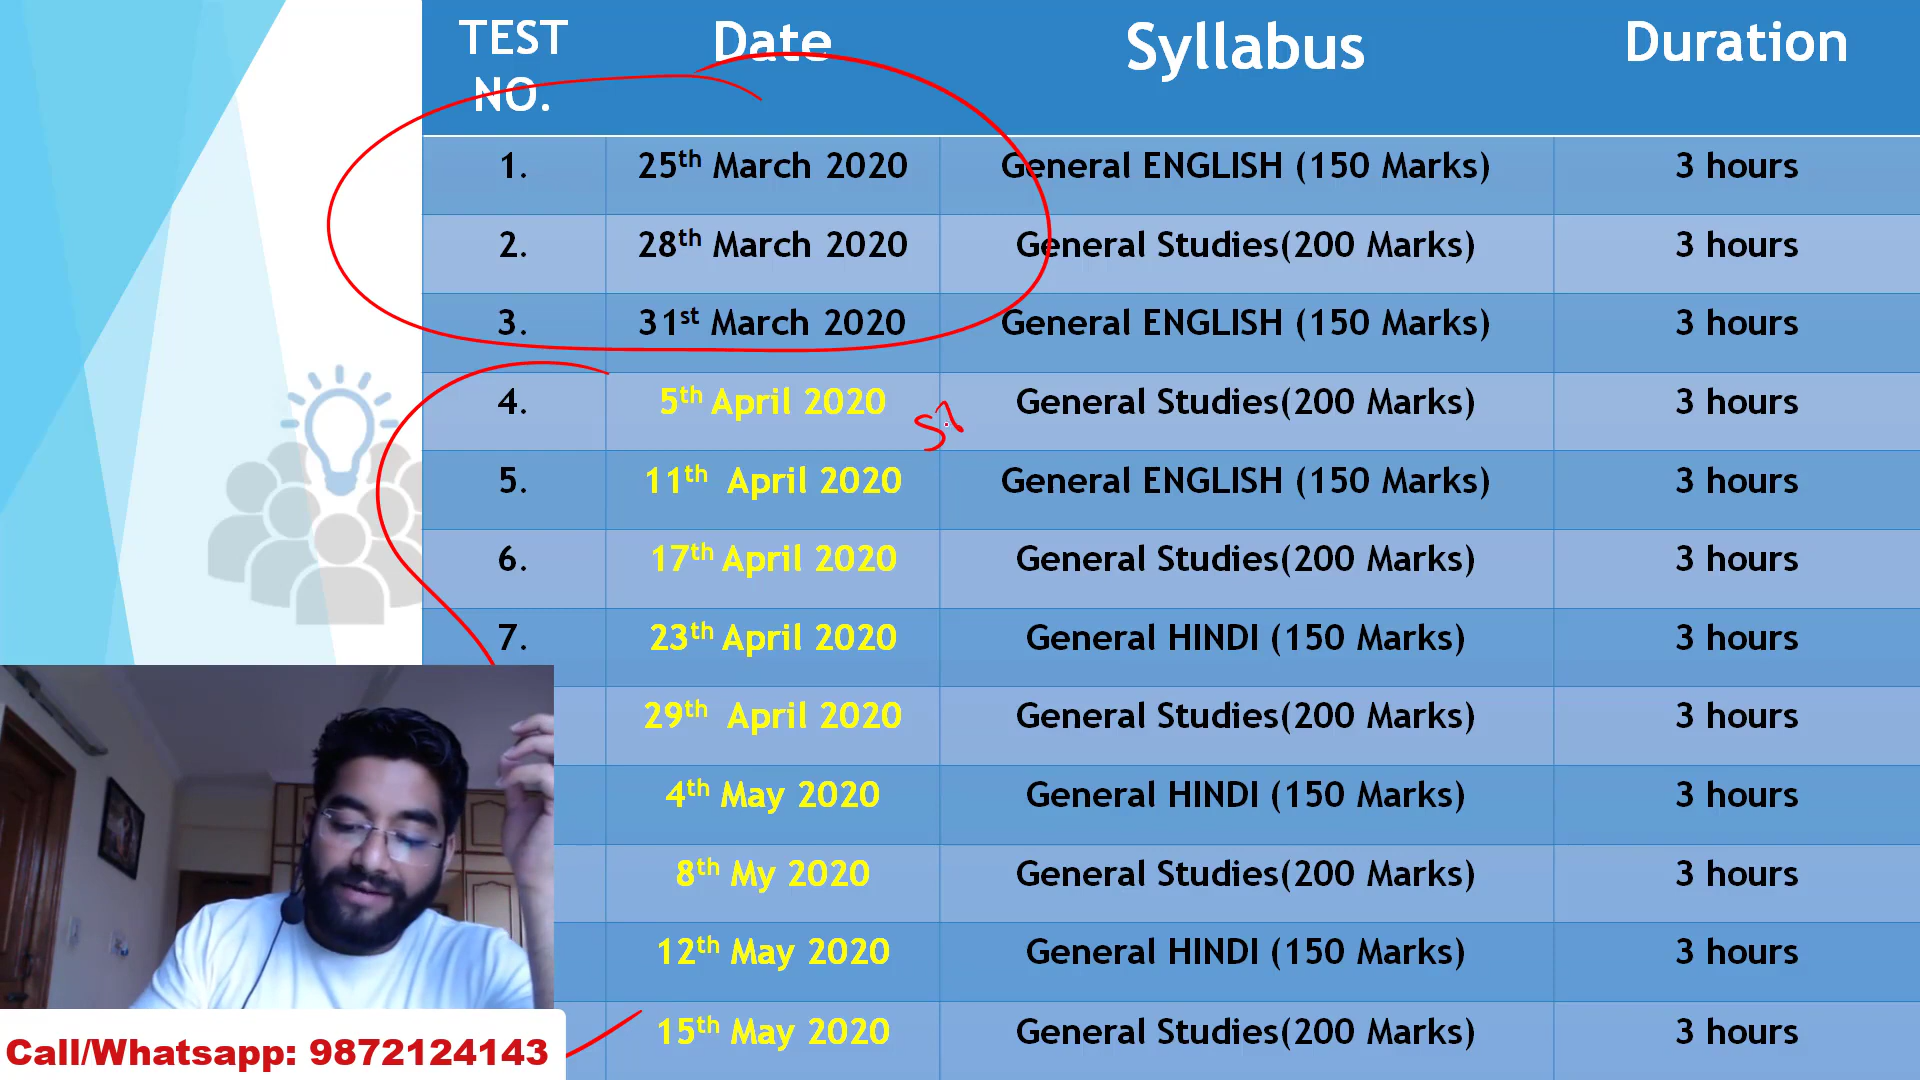 TEST NO. Date Syllabus Duration
1. 25th March 2020 General ENGLISH (150 Marks) 3 hours
2. 28th March 2020 General Studies(200 Marks) 3 hours
3. 31st March 2020 General ENGLISH (150 Marks) 3 hours
4. 5th April 2020 General Studies(200 Marks) 3 hours
5. 11th April 2020 General ENGLISH (150 Marks) 3 hours
6. 17th April 2020 General Studies(200 Marks) 3 hours
7. 23th April 2020 General HINDI (150 Marks) 3 hours
29th April 2020 General Studies(200 Marks) 3 hours
4th May 2020 General HINDI (150 Marks) 3 hours
8th My 2020 General Studies(200 Marks) 3 hours
12th May 2020 General HINDI (150 Marks) 3 hours
15th May 2020 General Studies(200 Marks) 3 hours
Call/Whatsapp: 9872124143